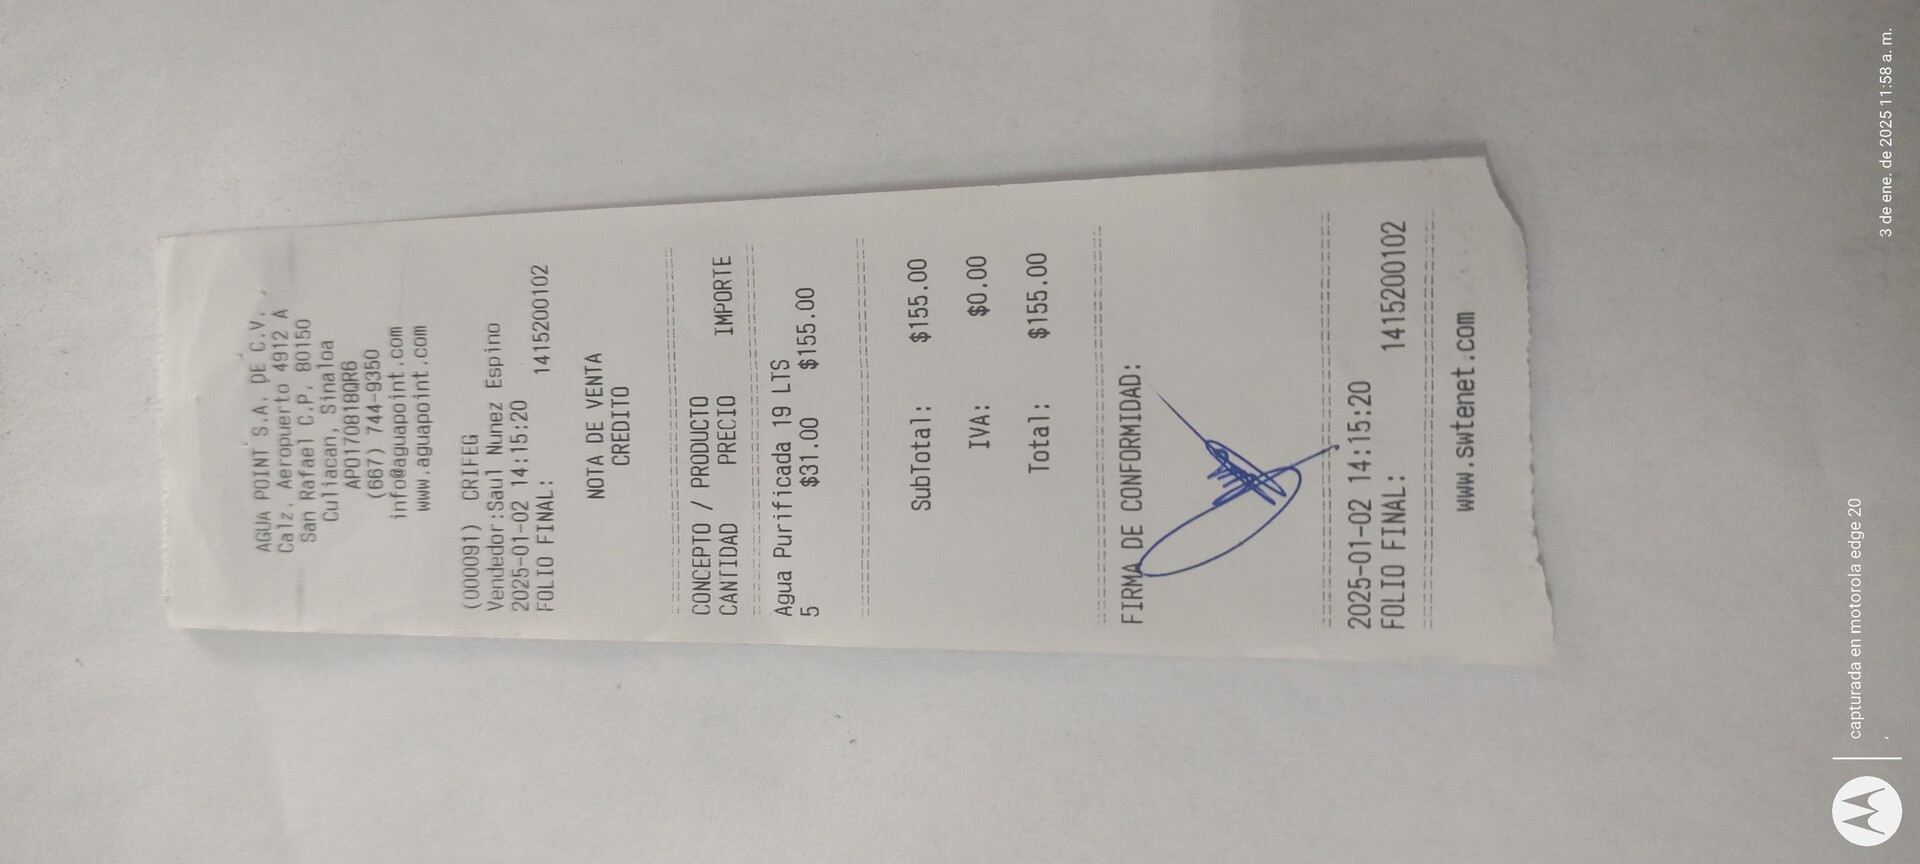 AGUA POINT S.A. DE C.V.
Calz. Aeropuerto 4912 A
San Rafael C.P. 80150
Culiacan, Sinaloa
APO170818QR6
(667) 744-9350
info@aguapoint.com
www.aguapoint.com
(000091) CRIFEG
Vendedor:Saul Nunez Espino
2025-01-02 14:15:20
FOLIO FINAL: 1415200102
NOTA DE VENTA
CREDITO
CONCEPTO / PRODUCTO
CANTIDAD PRECIO IMPORTE
Agua Purificada 19 LTS
5 $31.00 $155.00
SubTotal: $155.00
IVA: $0.00
Total: $155.00
FIRMA DE CONFORMIDAD:
2025-01-02 14:15:20
FOLIO FINAL: 1415200102
www.swtenet.com
capturada en motorola edge 20
3 de ene. de 2025 11:58 a. m.